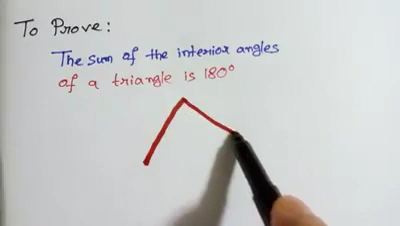 To Prove:
The sum of the interior angles
of a triangle is 180°